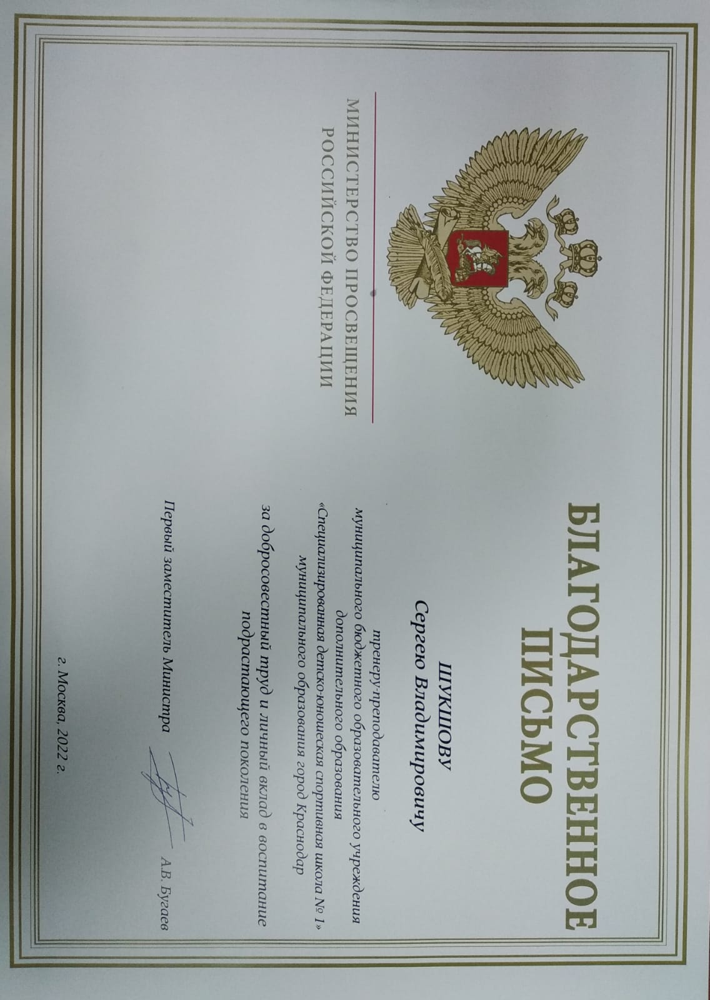 МИНИСТЕРСТВО ПРОСВЕЩЕНИЯ
РОССИЙСКОЙ ФЕДЕРАЦИИ
БЛАГОДАРСТВЕННОЕ
ПИСЬМО
ШУКШОВУ
Сергею Владимировичу
тренеру-преподавателю
муниципального бюджетного образовательного учреждения
дополнительного образования
«Специализированная детско-юношеская спортивная школа № 1»
муниципального образования город Краснодар
за добросовестный труд и личный вклад в воспитание
подрастающего поколения
Первый заместитель Министра А.В. Бугаев
г. Москва, 2022 г.